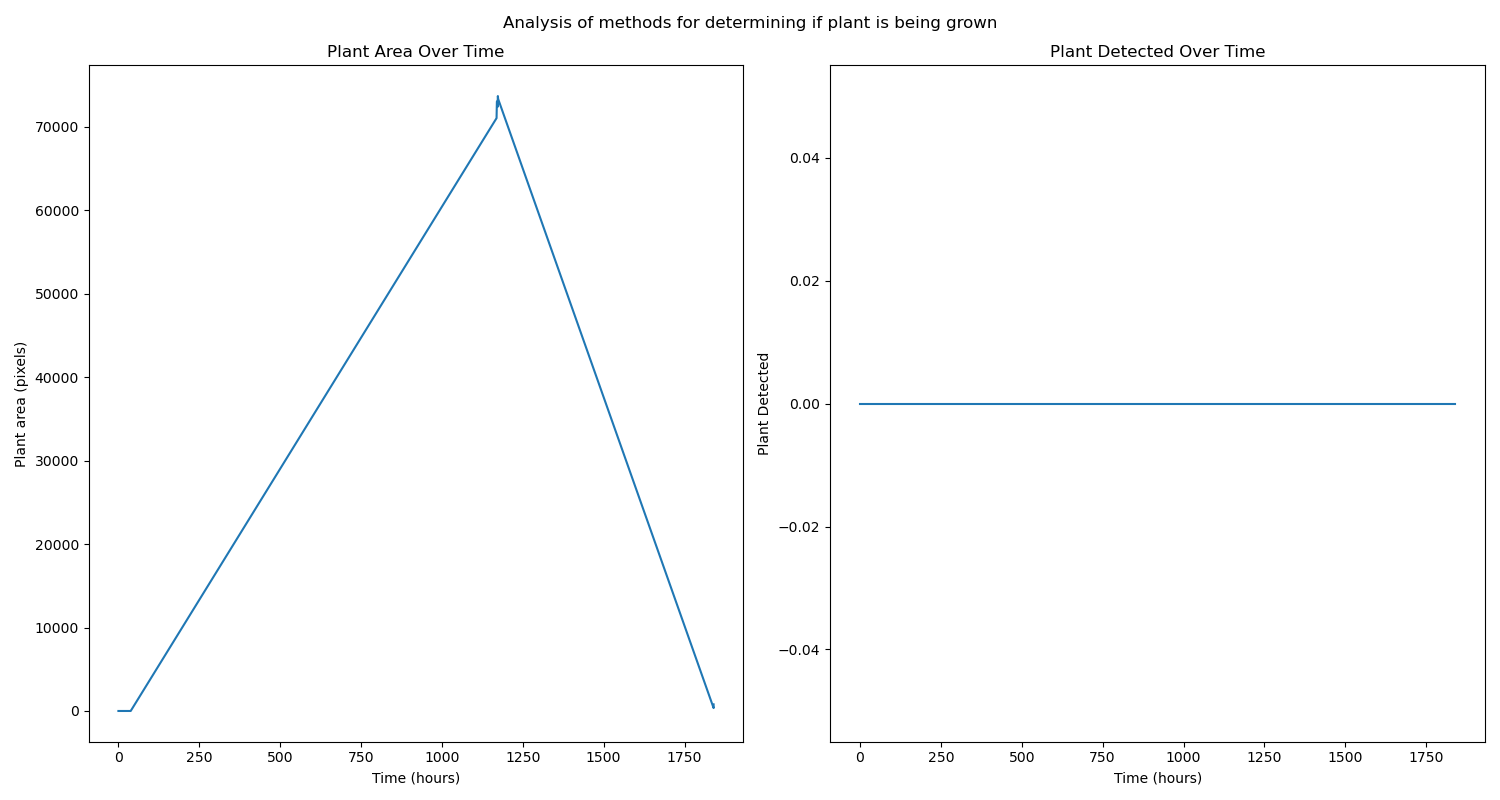 Analysis of methods for determining if plant is being grown
Plant Area Over Time
Plant area (pixels)
70000
60000
50000
40000
30000
20000
10000
0
0 250 500 750 1000 1250 1500 1750
Time (hours)
Plant Detected Over Time
Plant Detected
0.04
0.02
0.00
−0.02
−0.04
0 250 500 750 1000 1250 1500 1750
Time (hours)